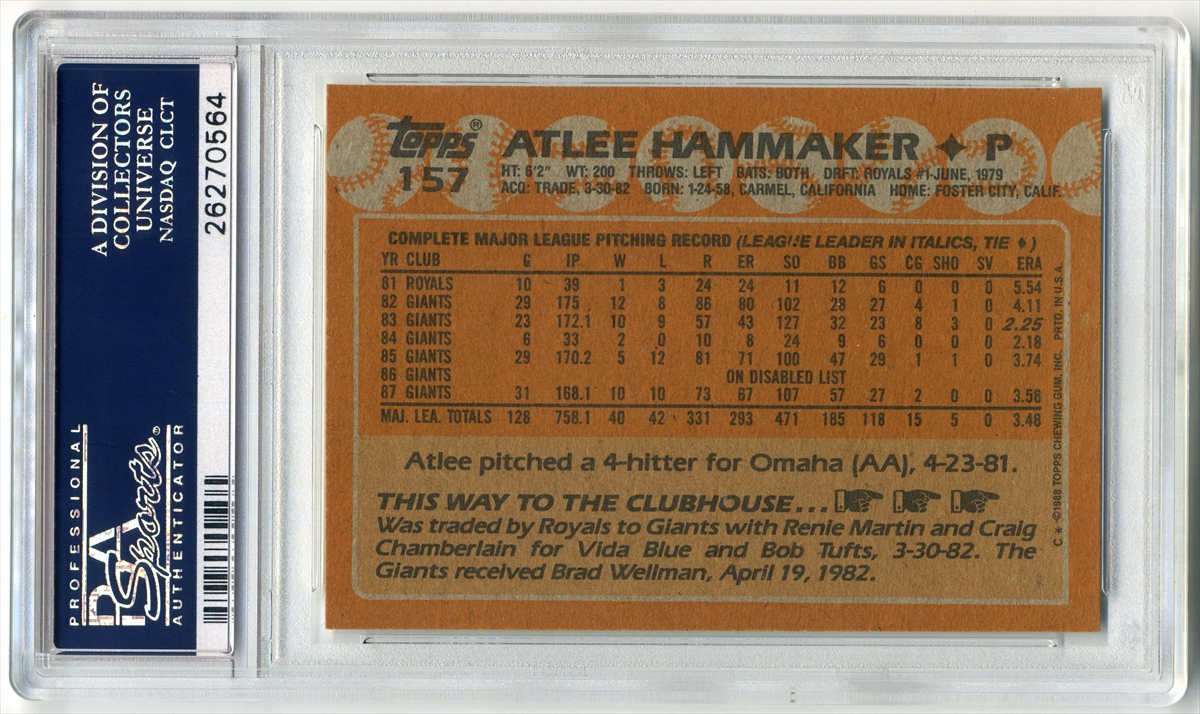 A DIVISION OF
COLLECTORS
UNIVERSE
NASDAQ CLCT
26270564
PROFESSIONAL
PSA
Sports
AUTHENTICATOR
topps® ATLEE HAMMAKER ♦ P
157
HT: 6'2" WT: 200 THROWS: LEFT BATS: BOTH DRFT: ROYALS #1-JUNE, 1979
ACQ: TRADE, 3-30-82 BORN: 1-24-58, CARMEL, CALIFORNIA HOME: FOSTER CITY, CALIF.
COMPLETE MAJOR LEAGUE PITCHING RECORD (LEAGUE LEADER IN ITALICS, TIE ♦)
YR CLUB G IP W L R ER SO BB GS CG SHO SV ERA
81 ROYALS 10 39 1 3 24 24 11 12 6 0 0 0 5.54
82 GIANTS 29 175 12 8 86 80 102 28 27 4 1 0 4.11
83 GIANTS 23 172.1 10 9 57 43 127 32 23 8 3 0 2.25
84 GIANTS 6 33 2 0 10 8 24 9 6 0 0 0 2.18
85 GIANTS 29 170.2 5 12 81 71 100 47 29 1 1 0 3.74
86 GIANTS ON DISABLED LIST
87 GIANTS 31 168.1 10 10 73 67 107 57 27 2 0 0 3.58
MAJ. LEA. TOTALS 128 758.1 40 42 331 293 471 185 118 15 5 0 3.48
Atlee pitched a 4-hitter for Omaha (AA), 4-23-81.
THIS WAY TO THE CLUBHOUSE...
Was traded by Royals to Giants with Renie Martin and Craig
Chamberlain for Vida Blue and Bob Tufts, 3-30-82. The
Giants received Brad Wellman, April 19, 1982.
C * ©1988 TOPPS CHEWING GUM, INC. PRTD. IN U.S.A.